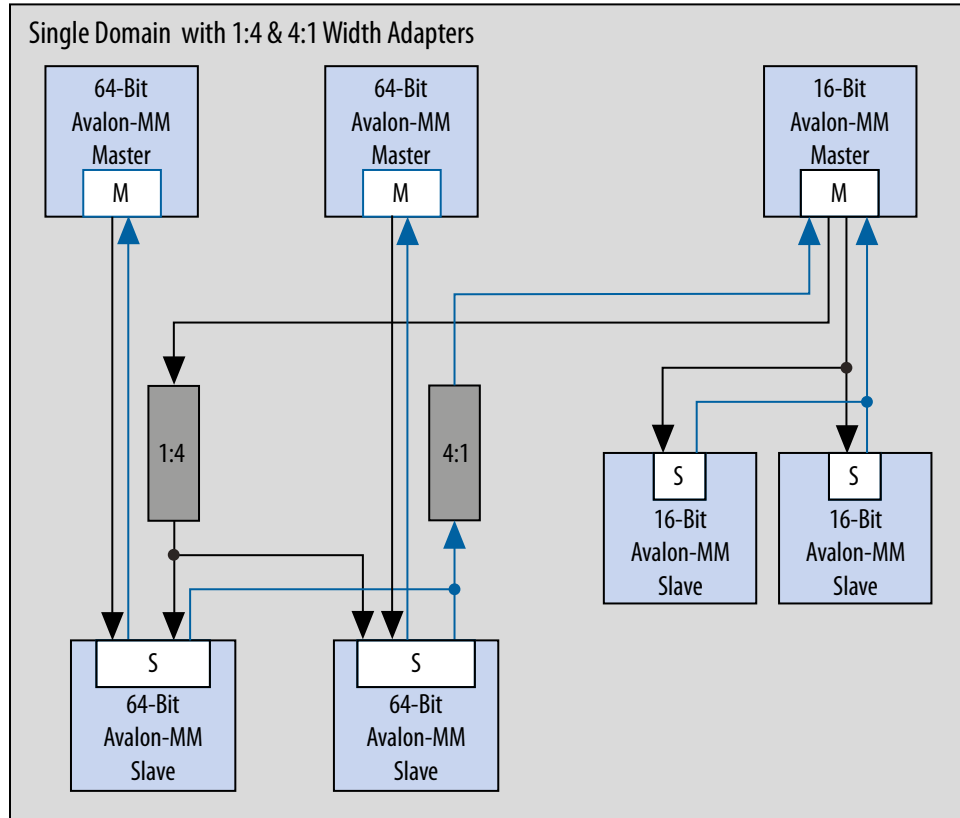 Single Domain with 1:4 & 4:1 Width Adapters
64-Bit
Avalon-MM
Master
M
64-Bit
Avalon-MM
Master
M
16-Bit
Avalon-MM
Master
M
1:4
4:1
S
16-Bit
Avalon-MM
Slave
S
16-Bit
Avalon-MM
Slave
S
64-Bit
Avalon-MM
Slave
S
64-Bit
Avalon-MM
Slave